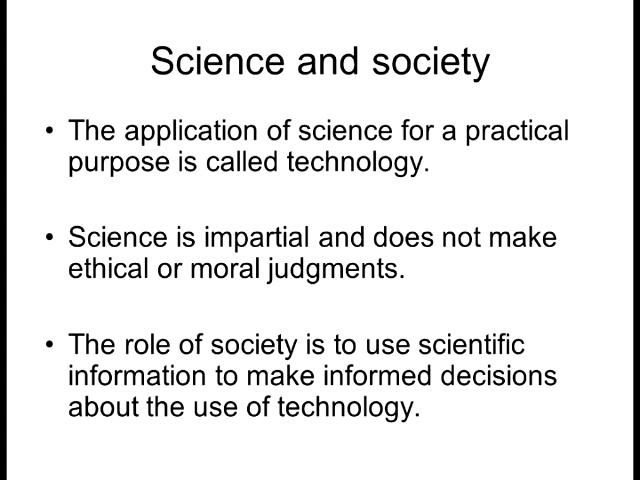 Science and society
• The application of science for a practical
purpose is called technology.
• Science is impartial and does not make
ethical or moral judgments.
• The role of society is to use scientific
information to make informed decisions
about the use of technology.